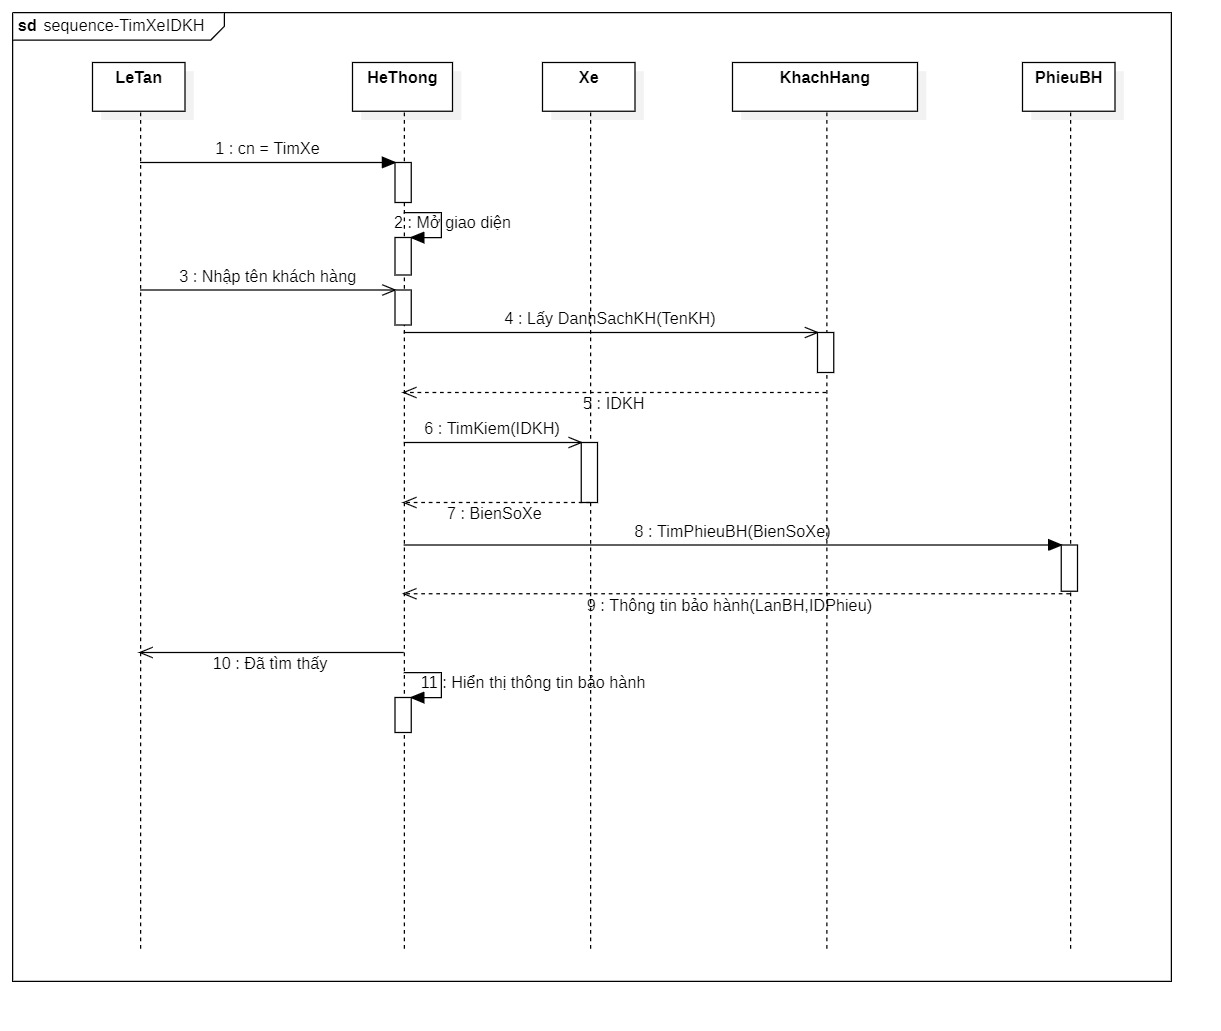 sd sequence-TimXeIDKH
LeTan
HeThong
Xe
KhachHang
PhieuBH
1 : cn = TimXe
2 : Mở giao diện
3 : Nhập tên khách hàng
4 : Lấy DanhSachKH(TenKH)
5 : IDKH
6 : TimKiem(IDKH)
7 : BienSoXe
8 : TimPhieuBH(BienSoXe)
9 : Thông tin bảo hành(LanBH,IDPhieu)
10 : Đã tìm thấy
11 : Hiển thị thông tin bảo hành